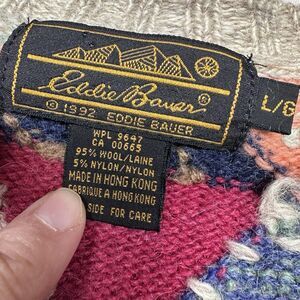 Eddie Bauer ®
© 1992 EDDIE BAUER
L/G
WPL 9647
CA 00665
95% WOOL/LAINE
5% NYLON/NYLON
MADE IN HONG KONG
FABRIQUE A HONG KONG
SIDE FOR CARE